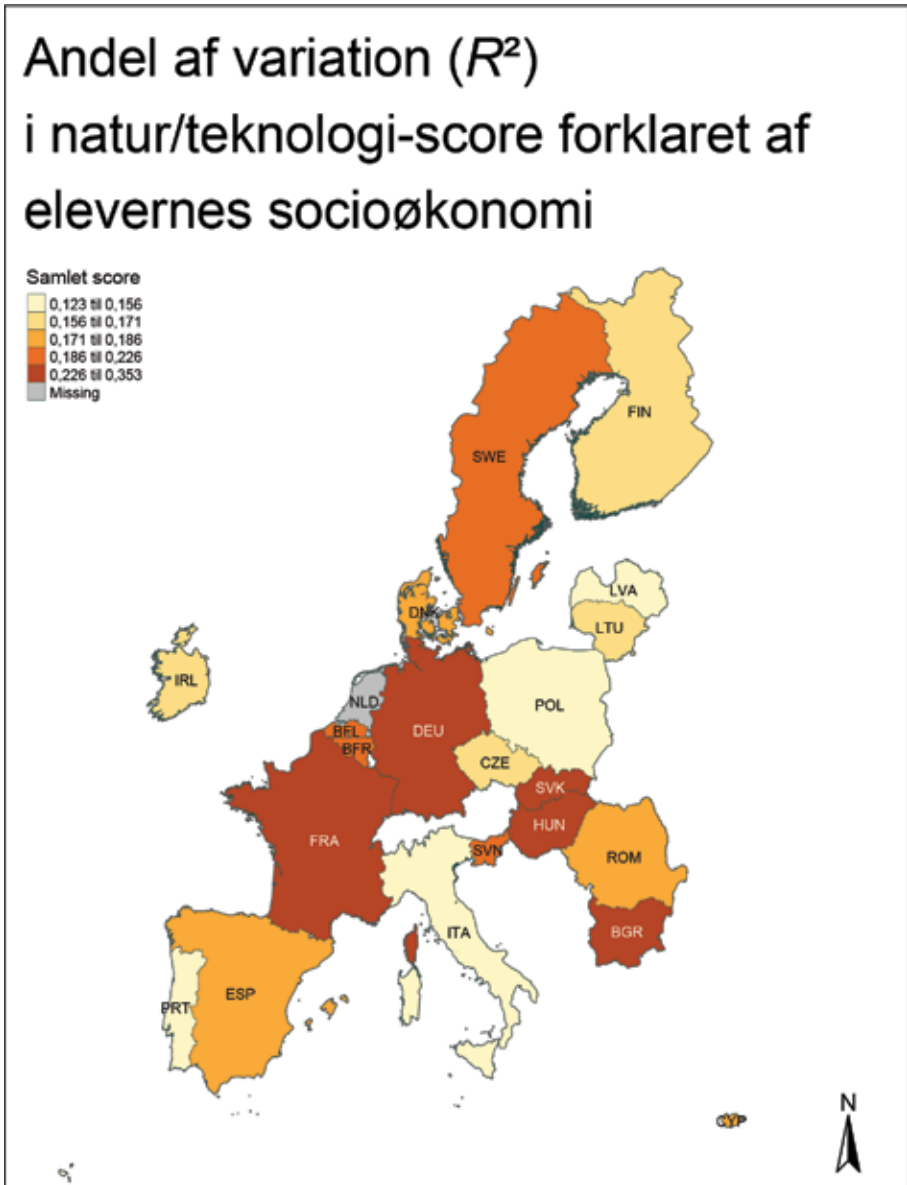 Andel af variation (R²)
i natur/teknologi-score forklaret af
elevernes socioøkonomi
Samlet score
0,123 til 0,156
0,156 til 0,171
0,171 til 0,186
0,186 til 0,226
0,226 til 0,353
Missing
FIN
SWE
LVA
DNK
LTU
IRL
NLD
POL
BFL
DEU
BFR
CZE
SVK
HUN
FRA
SVN
ROM
ITA
BGR
ESP
PRT
CYP
N